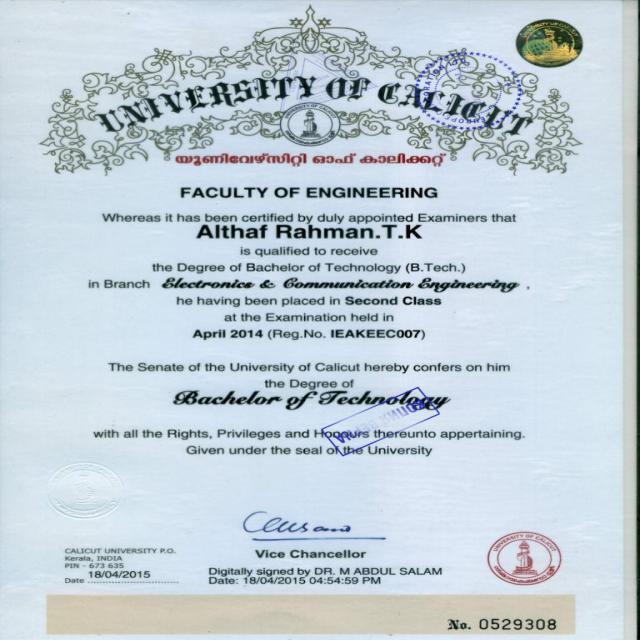 UNIVERSITY OF CALICUT
യൂണിവേഴ്സിറ്റി ഓഫ് കാലിക്കറ്റ്
FACULTY OF ENGINEERING
Whereas it has been certified by duly appointed Examiners that
Althaf Rahman.T.K
is qualified to receive
the Degree of Bachelor of Technology (B.Tech.)
in Branch Electronics & Communication Engineering ,
he having been placed in Second Class
at the Examination held in
April 2014 (Reg.No. IEAKEEC007)
The Senate of the University of Calicut hereby confers on him
the Degree of
Bachelor of Technology
with all the Rights, Privileges and Honours thereunto appertaining.
Given under the seal of the University
CALICUT UNIVERSITY P.O.
Kerala, INDIA
PIN - 673 635
Date 18/04/2015
Vice Chancellor
Digitally signed by DR. M ABDUL SALAM
Date: 18/04/2015 04:54:59 PM
UNIVERSITY OF CALICUT
No. 0529308